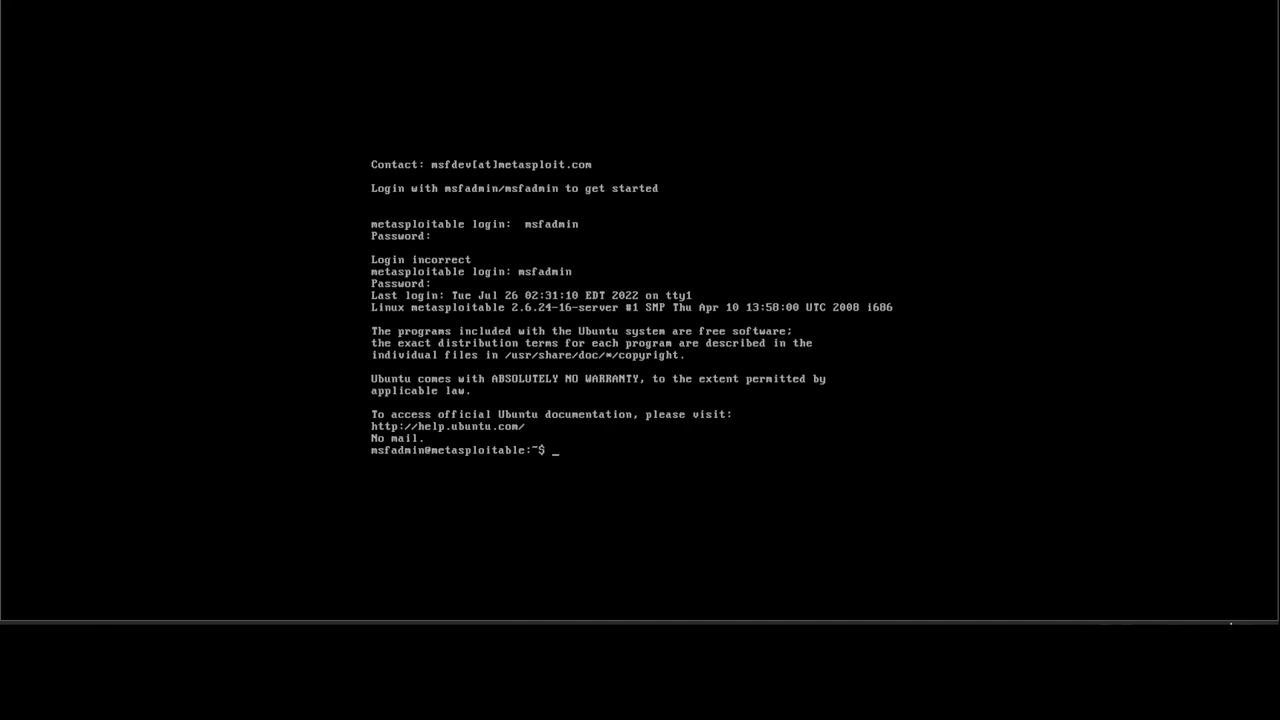 Contact: msfdev[at]metasploit.com
Login with msfadmin/msfadmin to get started
metasploitable login:  msfadmin
Password:
Login incorrect
metasploitable login: msfadmin
Password:
Last login: Tue Jul 26 02:31:10 EDT 2022 on tty1
Linux metasploitable 2.6.24-16-server #1 SMP Thu Apr 10 13:58:00 UTC 2008 i686
The programs included with the Ubuntu system are free software;
the exact distribution terms for each program are described in the
individual files in /usr/share/doc/*/copyright.
Ubuntu comes with ABSOLUTELY NO WARRANTY, to the extent permitted by
applicable law.
To access official Ubuntu documentation, please visit:
http://help.ubuntu.com/
No mail.
msfadmin@metasploitable:~$ _